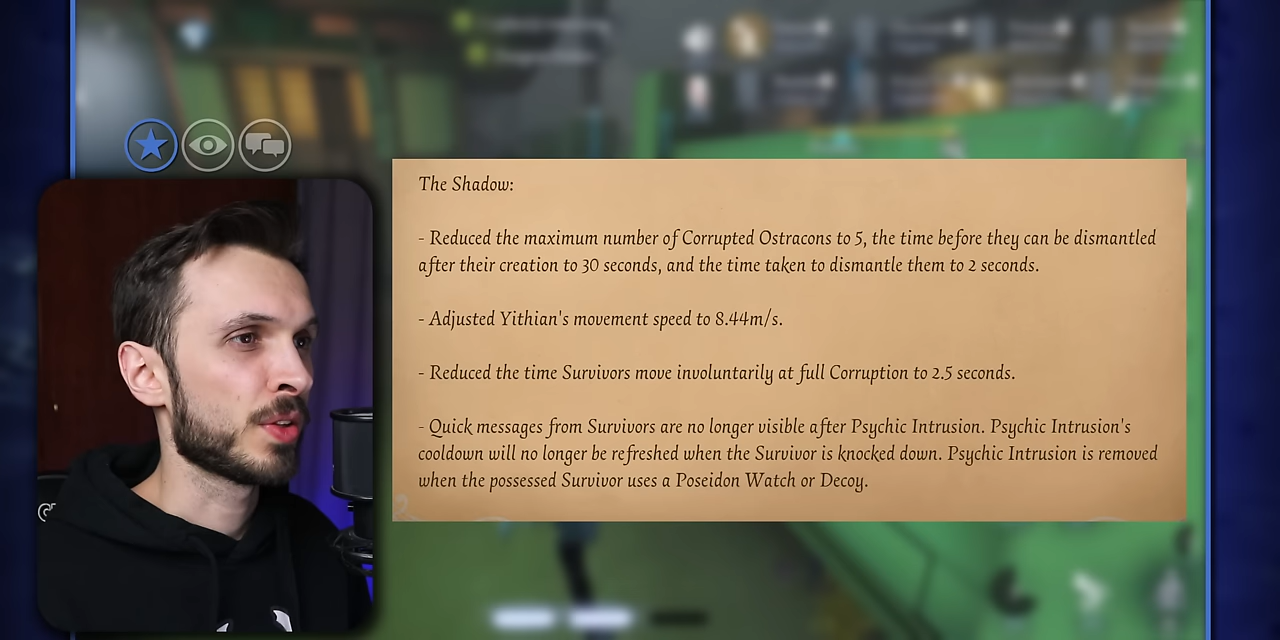 The Shadow:
- Reduced the maximum number of Corrupted Ostracons to 5, the time before they can be dismantled
after their creation to 30 seconds, and the time taken to dismantle them to 2 seconds.
- Adjusted Yithian's movement speed to 8.44m/s.
- Reduced the time Survivors move involuntarily at full Corruption to 2.5 seconds.
- Quick messages from Survivors are no longer visible after Psychic Intrusion. Psychic Intrusion's
cooldown will no longer be refreshed when the Survivor is knocked down. Psychic Intrusion is removed
when the possessed Survivor uses a Poseidon Watch or Decoy.